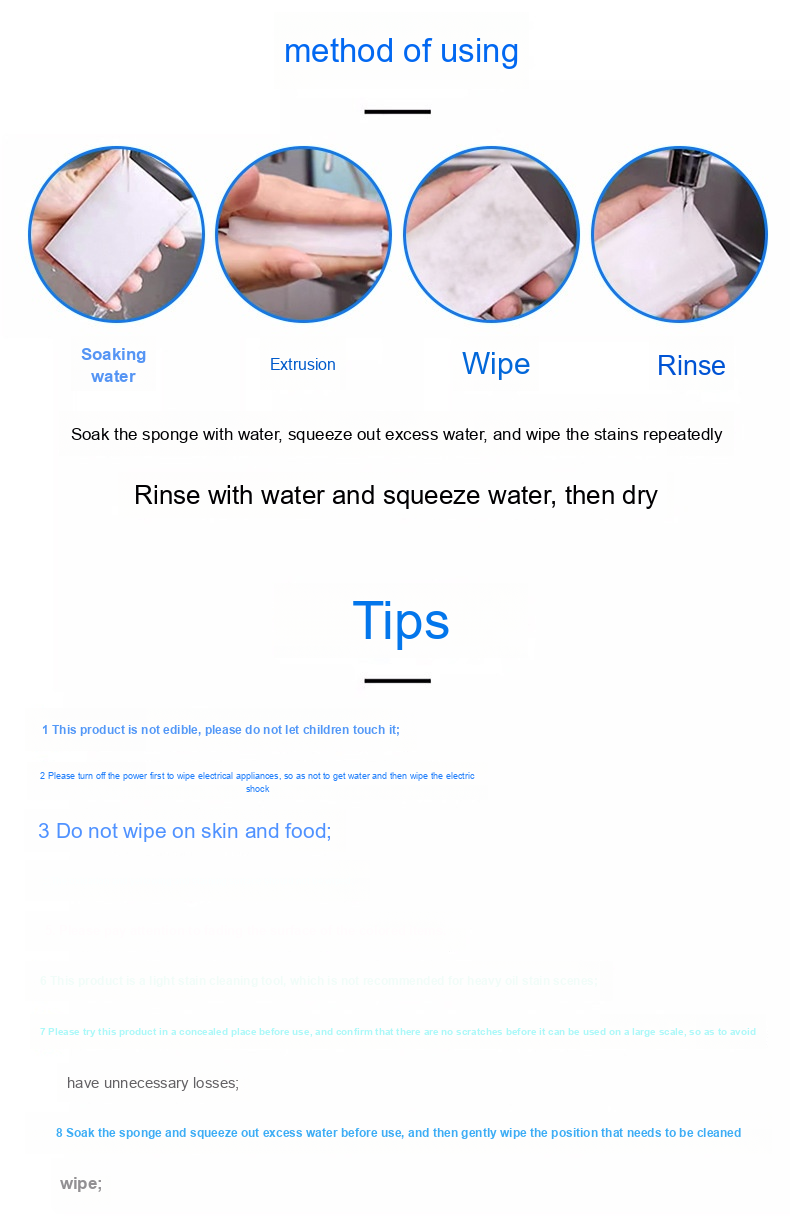 method of using
Soaking
water
Extrusion
Wipe
Rinse
Soak the sponge with water, squeeze out excess water, and wipe the stains repeatedly
Rinse with water and squeeze water, then dry
Tips
1 This product is not edible, please do not let children touch it;
2 Please turn off the power first to wipe electrical appliances, so as not to get water and then wipe the electric
shock
3 Do not wipe on skin and food;
6 This product is a light stain cleaning tool, which is not recommended for heavy oil stain scenes;
7 Please try this product in a concealed place before use, and confirm that there are no scratches before it can be used on a large scale, so as to avoid
have unnecessary losses;
8 Soak the sponge and squeeze out excess water before use, and then gently wipe the position that needs to be cleaned
wipe;